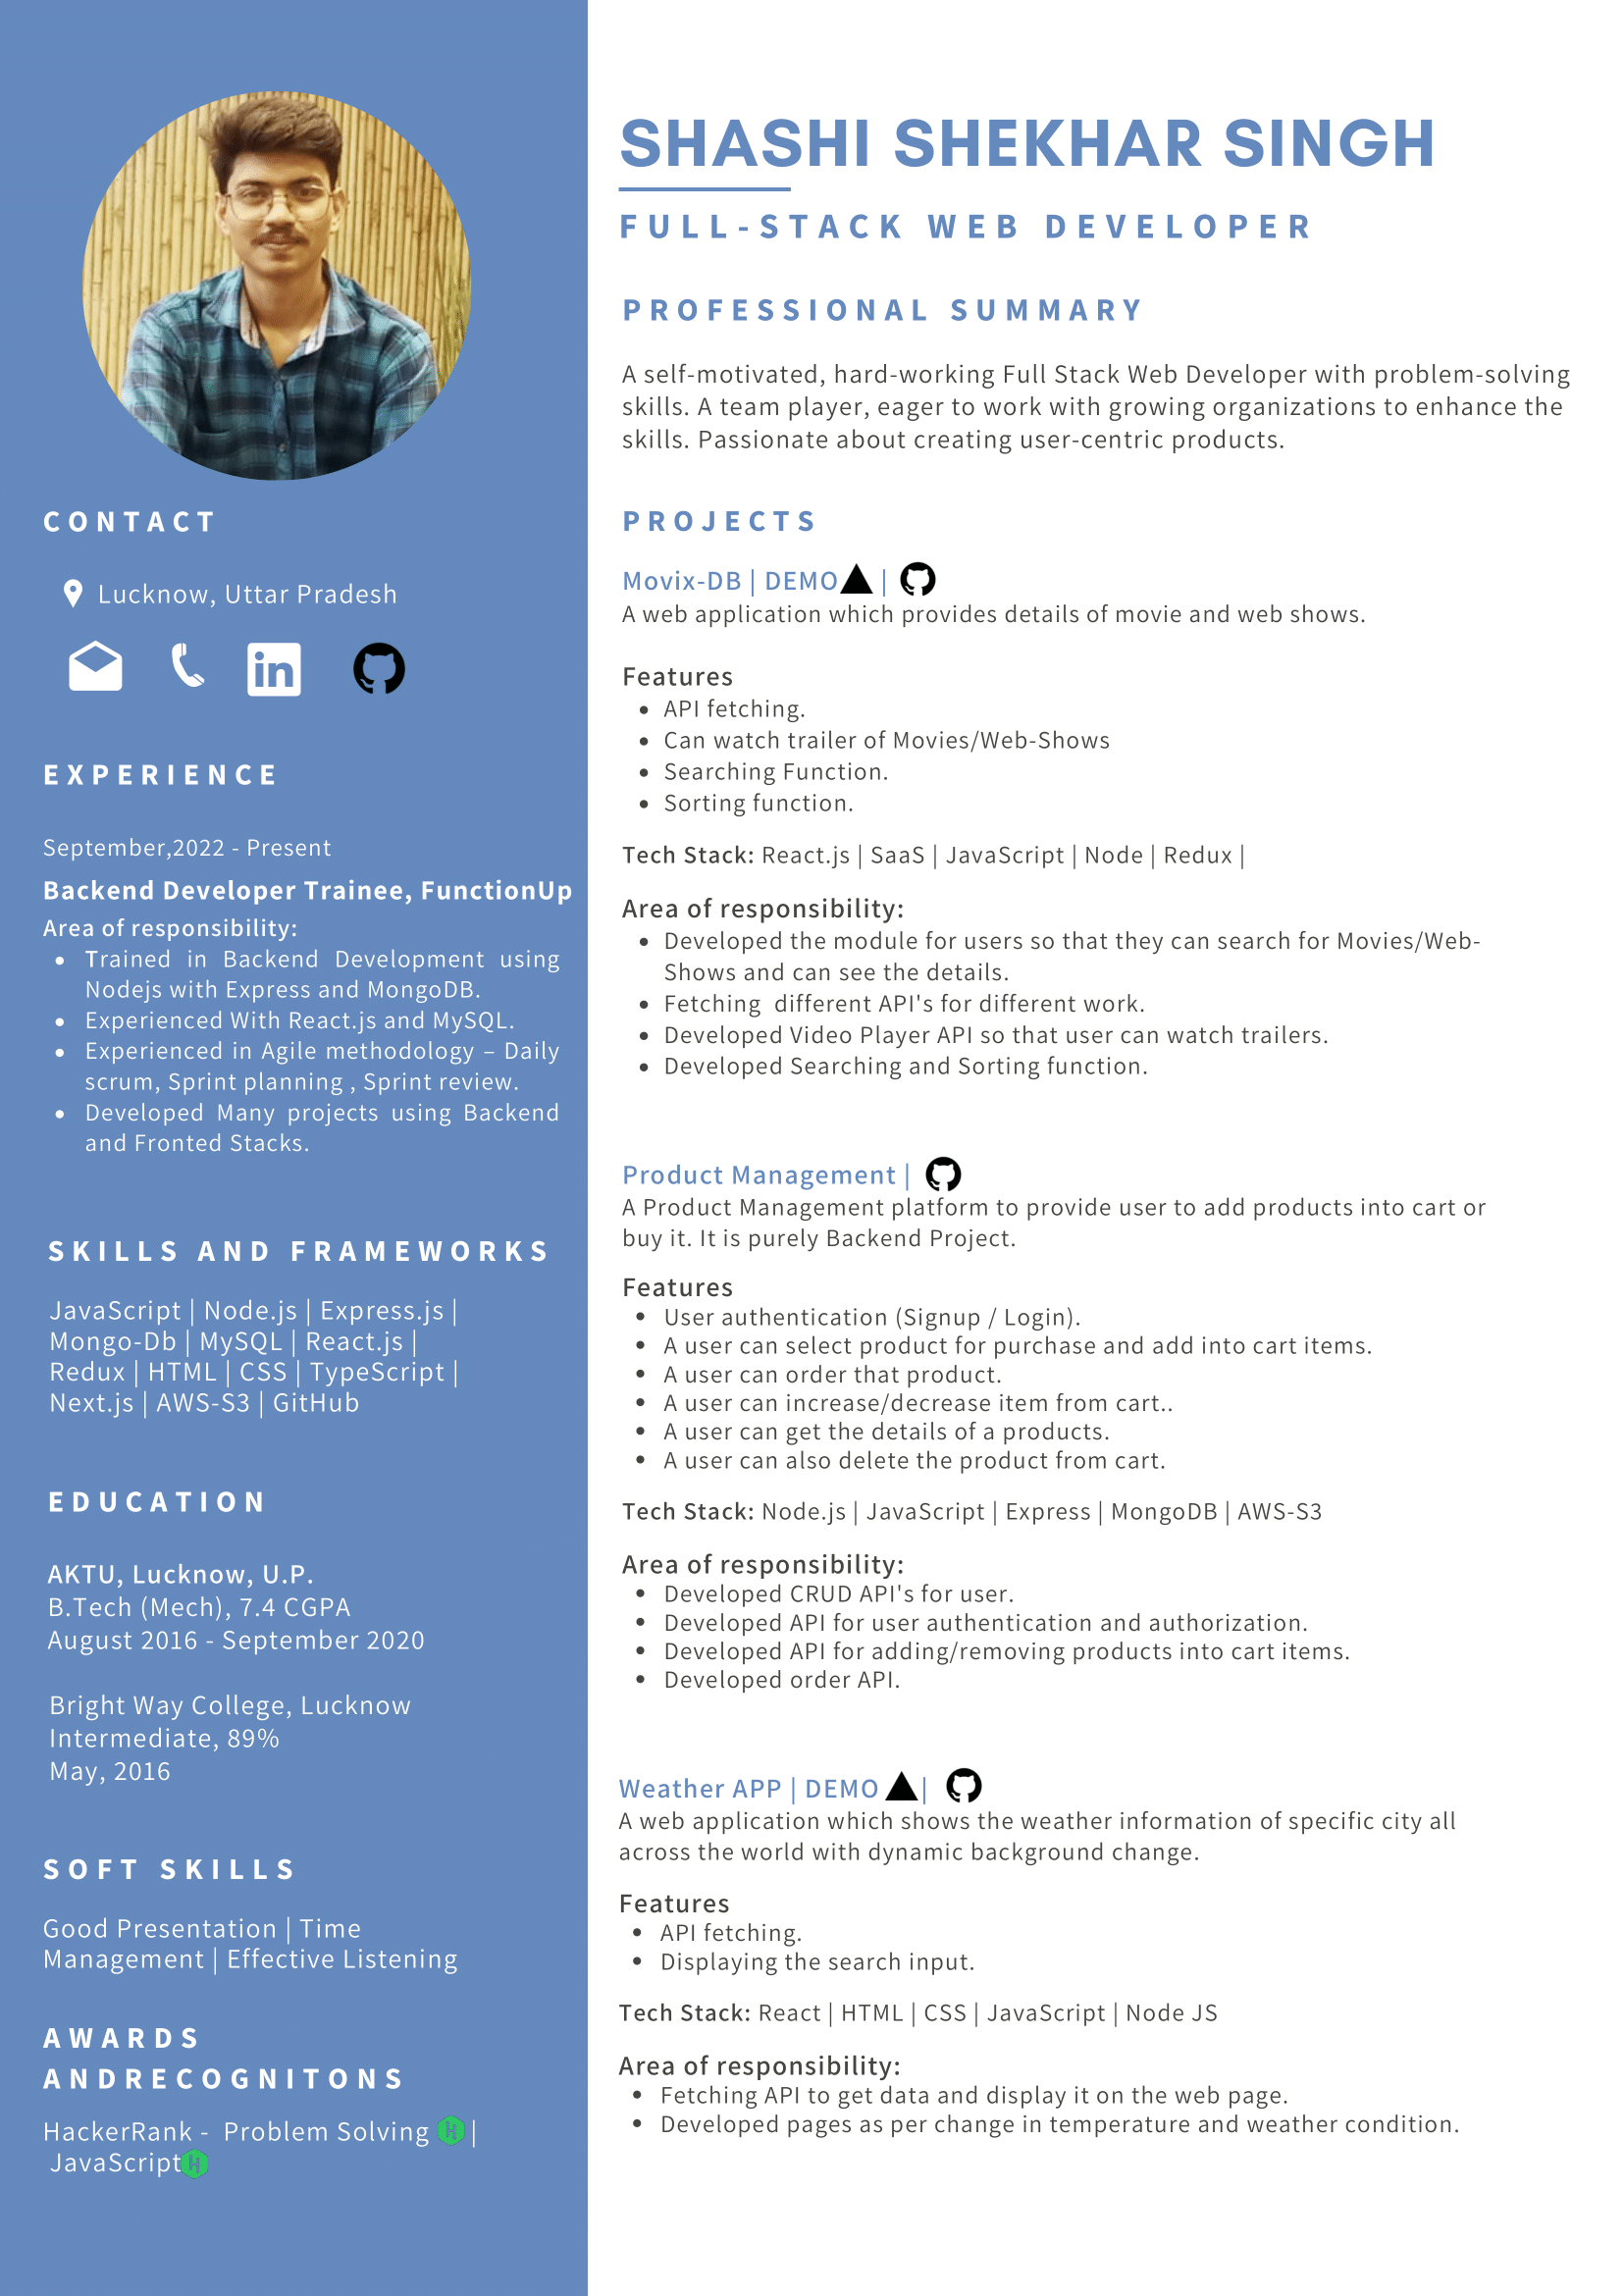 SHASHI SHEKHAR SINGH
FULL-STACK WEB DEVELOPER
CONTACT
Lucknow, Uttar Pradesh
in
EXPERIENCE
September,2022 - Present
Backend Developer Trainee, FunctionUp
Area of responsibility:
• Trained in Backend Development using
Nodejs with Express and MongoDB.
• Experienced With React.js and MySQL.
• Experienced in Agile methodology – Daily
scrum, Sprint planning , Sprint review.
• Developed Many projects using Backend
and Fronted Stacks.
SKILLS AND FRAMEWORKS
JavaScript | Node.js | Express.js |
Mongo-Db | MySQL | React.js |
Redux | HTML | CSS | TypeScript |
Next.js | AWS-S3 | GitHub
EDUCATION
AKTU, Lucknow, U.P.
B.Tech (Mech), 7.4 CGPA
August 2016 - September 2020
Bright Way College, Lucknow
Intermediate, 89%
May, 2016
SOFT SKILLS
Good Presentation | Time
Management | Effective Listening
AWARDS
ANDRECOGNITONS
HackerRank - Problem Solving H |
JavaScript H
PROFESSIONAL SUMMARY
A self-motivated, hard-working Full Stack Web Developer with problem-solving
skills. A team player, eager to work with growing organizations to enhance the
skills. Passionate about creating user-centric products.
PROJECTS
Movix-DB | DEMO |
A web application which provides details of movie and web shows.
Features
• API fetching.
• Can watch trailer of Movies/Web-Shows
• Searching Function.
• Sorting function.
Tech Stack: React.js | SaaS | JavaScript | Node | Redux |
Area of responsibility:
• Developed the module for users so that they can search for Movies/Web-
Shows and can see the details.
• Fetching different API's for different work.
• Developed Video Player API so that user can watch trailers.
• Developed Searching and Sorting function.
Product Management |
A Product Management platform to provide user to add products into cart or
buy it. It is purely Backend Project.
Features
• User authentication (Signup / Login).
• A user can select product for purchase and add into cart items.
• A user can order that product.
• A user can increase/decrease item from cart..
• A user can get the details of a products.
• A user can also delete the product from cart.
Tech Stack: Node.js | JavaScript | Express | MongoDB | AWS-S3
Area of responsibility:
• Developed CRUD API's for user.
• Developed API for user authentication and authorization.
• Developed API for adding/removing products into cart items.
• Developed order API.
Weather APP | DEMO |
A web application which shows the weather information of specific city all
across the world with dynamic background change.
Features
• API fetching.
• Displaying the search input.
Tech Stack: React | HTML | CSS | JavaScript | Node JS
Area of responsibility:
• Fetching API to get data and display it on the web page.
• Developed pages as per change in temperature and weather condition.